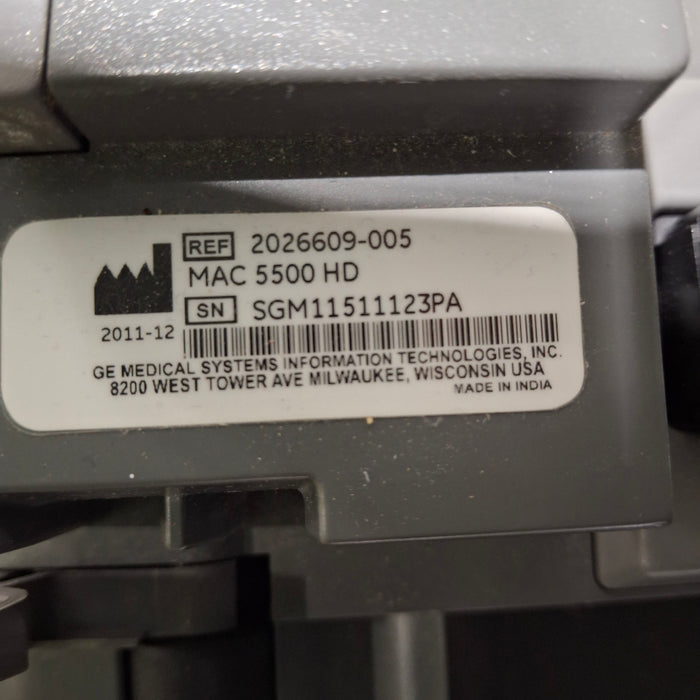 REF 2026609-005
MAC 5500 HD
SN SGM11511123PA
2011-12
GE MEDICAL SYSTEMS INFORMATION TECHNOLOGIES, INC.
8200 WEST TOWER AVE MILWAUKEE, WISCONSIN USA
MADE IN INDIA